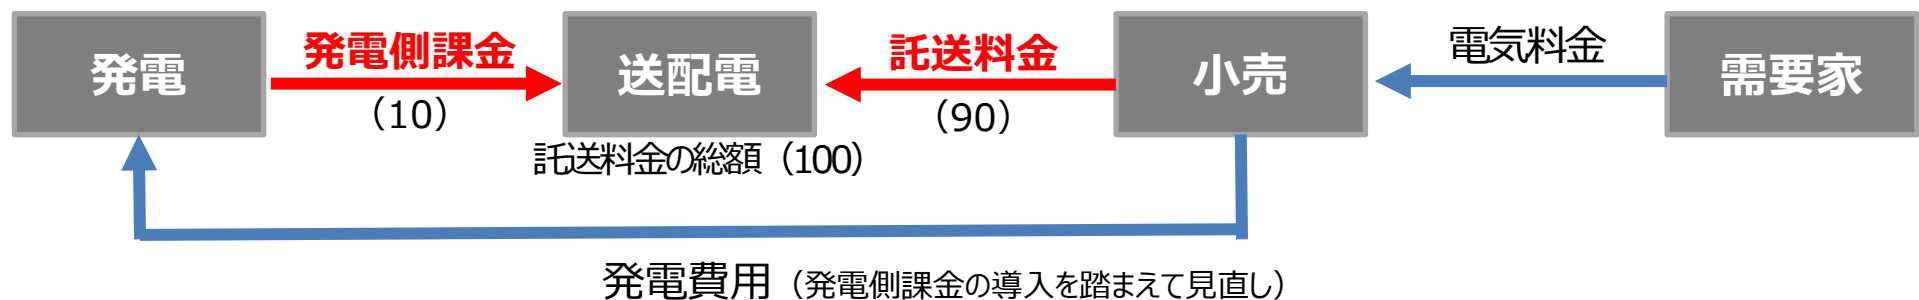 発電
発電側課金
（10）
送配電
託送料金の総額（100）
託送料金
（90）
小売
電気料金
需要家
発電費用（発電側課金の導入を踏まえて見直し）